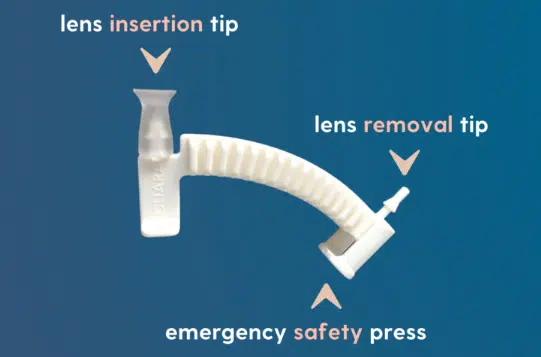 lens insertion tip
lens removal tip
emergency safety press